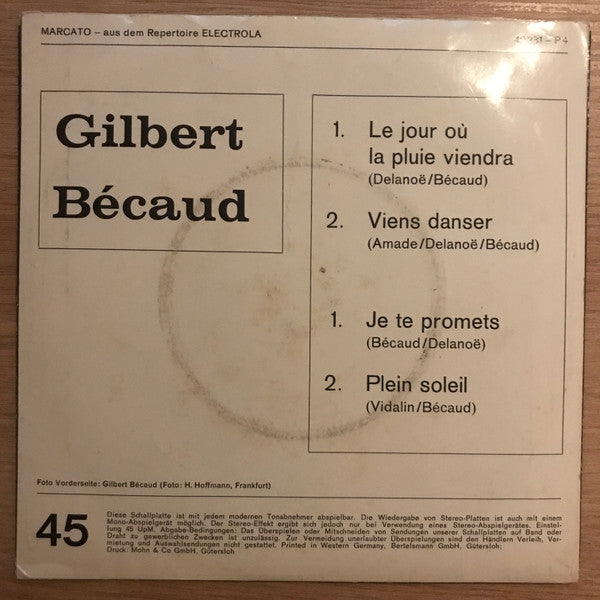 MARCATO – aus dem Repertoire ELECTROLA
P 4
Gilbert
Bécaud
1. Le jour où
la pluie viendra
(Delanoë/Bécaud)
2. Viens danser
(Amade/Delanoë/Bécaud)
1. Je te promets
(Bécaud/Delanoë)
2. Plein soleil
(Vidalin/Bécaud)
Foto Vorderseite: Gilbert Bécaud (Foto: H. Hoffmann, Frankfurt)
45
Diese Schallplatte ist mit jedem modernen Tonabnehmer abspielbar. Die Wiedergabe von Stereo-Platten ist auch mit einem
Mono-Abspielgerät möglich. Der Stereo-Effekt ergibt sich jedoch nur bei Verwendung eines Stereo-Abspielgerätes. Einstel-
lung 45 UpM. Abgabe-Bedingungen: Das Überspielen oder Mitschneiden von Sendungen unserer Schallplatten auf Band oder
Draht zu gewerblichen Zwecken ist unzulässig. Zur Vermeidung unerlaubter Überspielungen sind den Händlern Verleih, Ver-
mietung und Auswahlsendungen nicht gestattet. Printed in Western Germany, Bertelsmann GmbH, Gütersloh;
Druck: Mohn & Co GmbH, Gütersloh